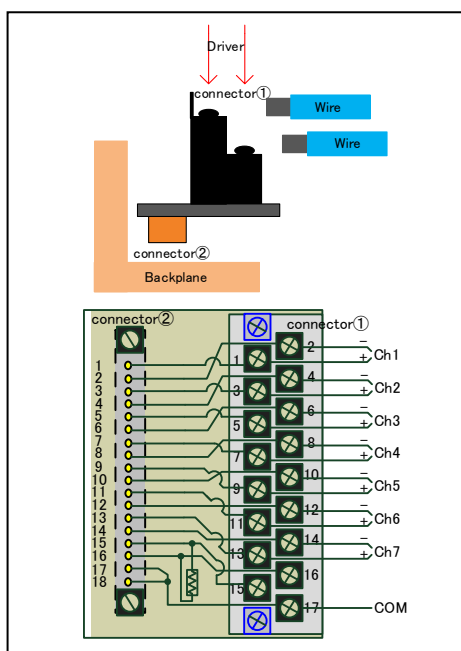 Driver
connector①
Wire
Wire
connector②
Backplane
connector②
connector①
1
2
3
4
5
6
7
8
9
10
11
12
13
14
15
16
17
18
2
1
4
3
6
5
8
7
10
9
12
11
14
13
16
15
17
−
+ Ch1
−
+ Ch2
−
+ Ch3
−
+ Ch4
−
+ Ch5
−
+ Ch6
−
+ Ch7
COM